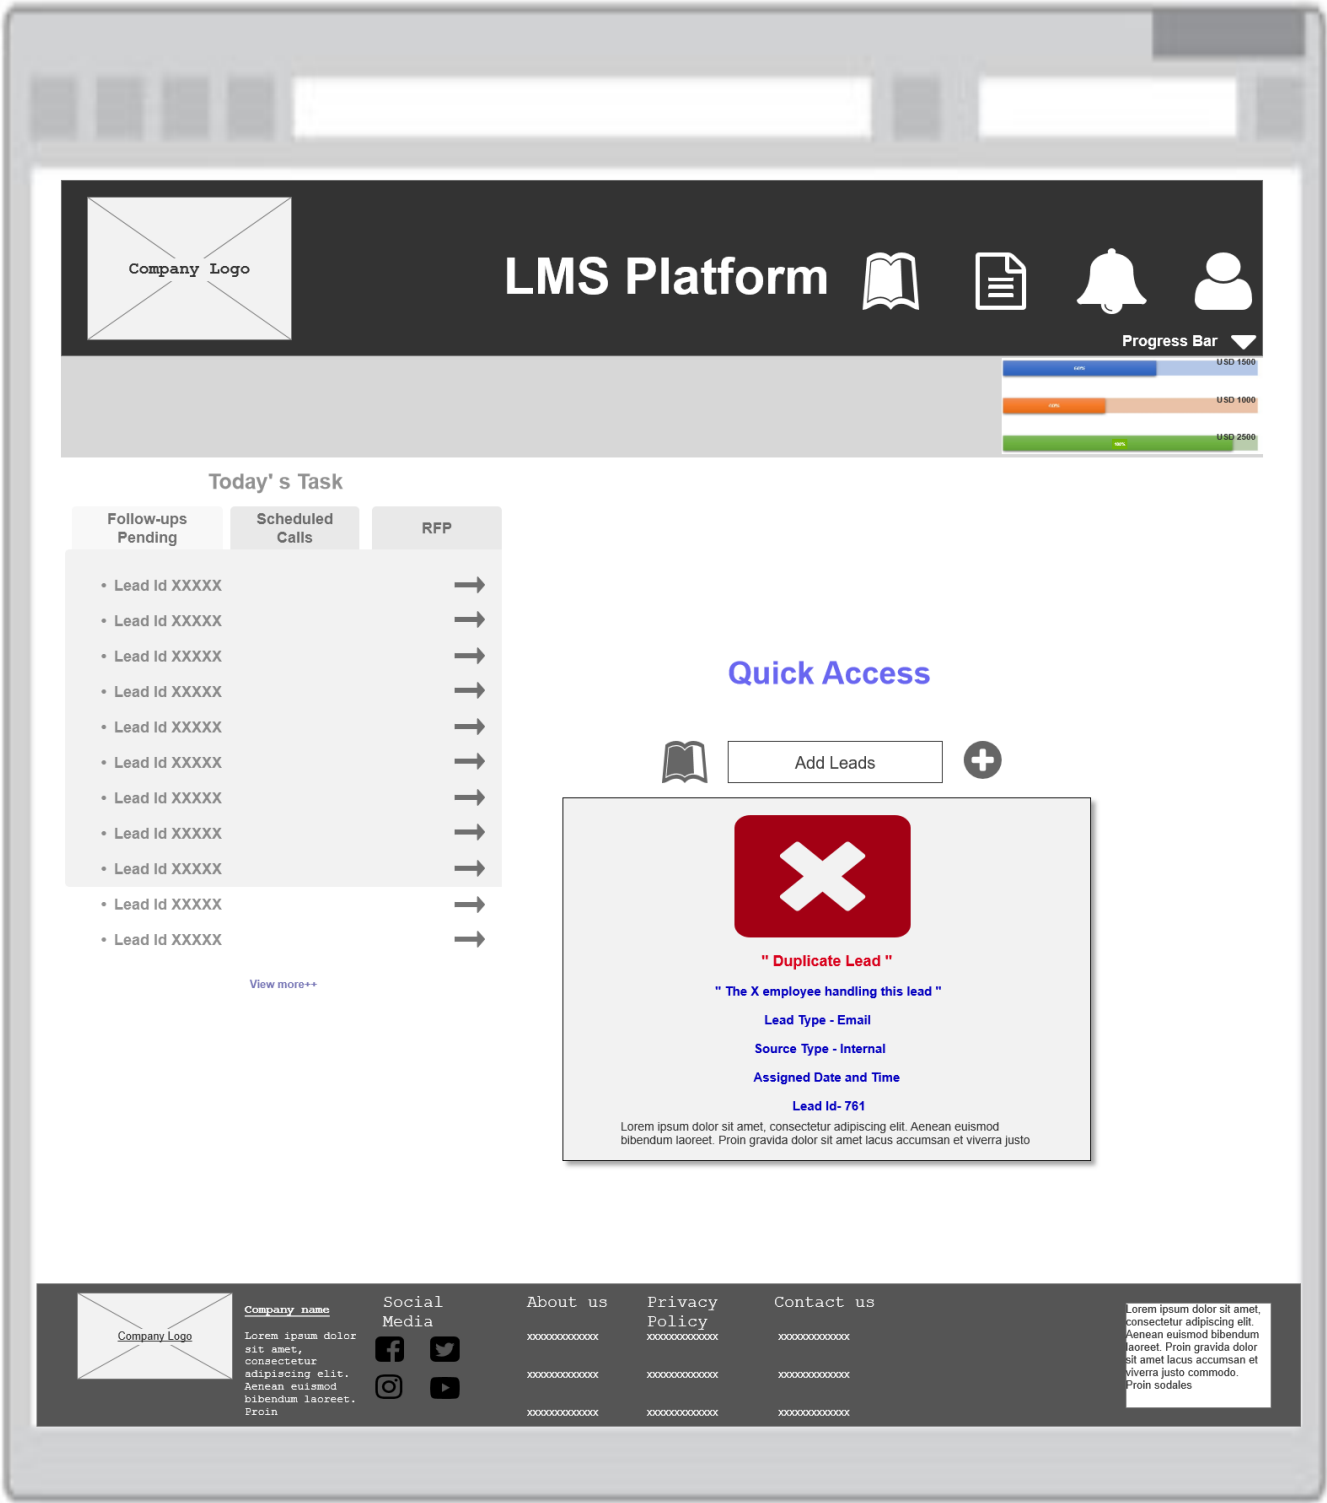 Company Logo
LMS Platform
Progress Bar
USD 1500
USD 1000
USD 2500
Today' s Task
Follow-ups
Pending
Scheduled
Calls
RFP
• Lead Id XXXXX
• Lead Id XXXXX
• Lead Id XXXXX
• Lead Id XXXXX
• Lead Id XXXXX
• Lead Id XXXXX
• Lead Id XXXXX
• Lead Id XXXXX
• Lead Id XXXXX
• Lead Id XXXXX
• Lead Id XXXXX
View more++
Quick Access
Add Leads
" Duplicate Lead "
" The X employee handling this lead "
Lead Type - Email
Source Type - Internal
Assigned Date and Time
Lead Id- 761
Lorem ipsum dolor sit amet, consectetur adipiscing elit. Aenean euismod
bibendum laoreet. Proin gravida dolor sit amet lacus accumsan et viverra justo
Company Logo
Company name
Lorem ipsum dolor
sit amet,
consectetur
adipiscing elit.
Aenean euismod
bibendum laoreet.
Proin
Social
Media
About us
xxxxxxxxxxxxx
xxxxxxxxxxxxx
xxxxxxxxxxxxx
Privacy
Policy
xxxxxxxxxxxxx
xxxxxxxxxxxxx
xxxxxxxxxxxxx
Contact us
xxxxxxxxxxxxx
xxxxxxxxxxxxx
xxxxxxxxxxxxx
Lorem ipsum dolor sit amet,
consectetur adipiscing elit.
Aenean euismod bibendum
laoreet. Proin gravida dolor
sit amet lacus accumsan et
viverra justo commodo.
Proin sodales